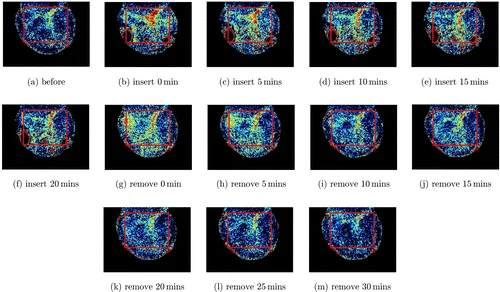 (a) before
(b) insert 0 min
(c) insert 5 mins
(d) insert 10 mins
(e) insert 15 mins
(f) insert 20 mins
(g) remove 0 min
(h) remove 5 mins
(i) remove 10 mins
(j) remove 15 mins
(k) remove 20 mins
(l) remove 25 mins
(m) remove 30 mins